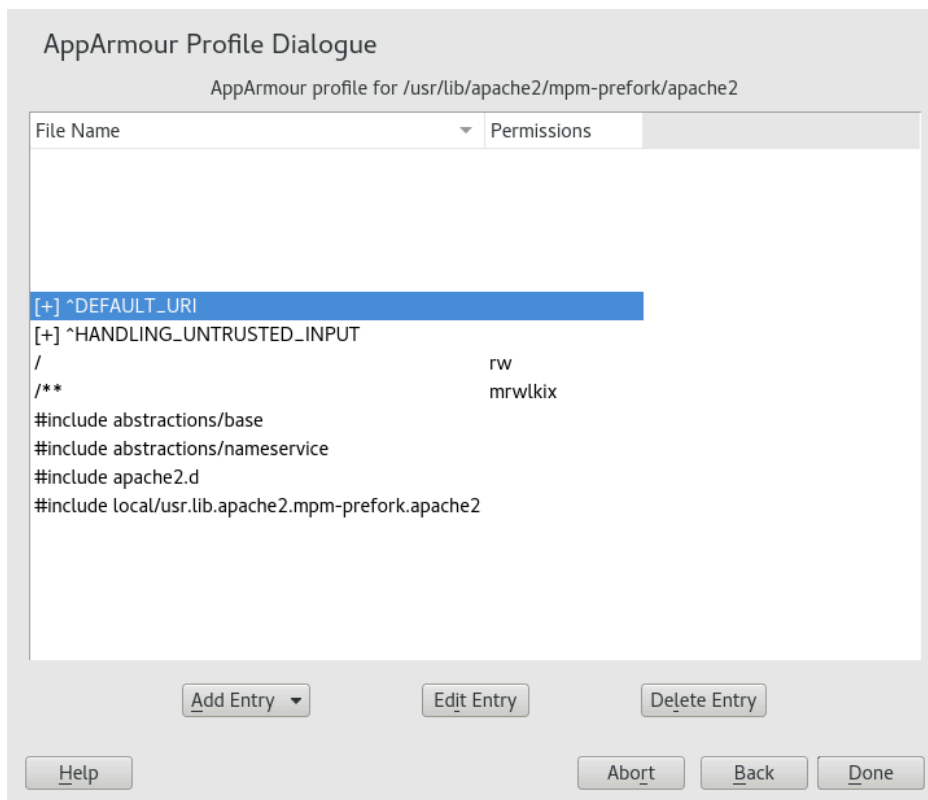 AppArmour Profile Dialogue
AppArmour profile for /usr/lib/apache2/mpm-prefork/apache2
File Name Permissions
[+] ^DEFAULT_URI
[+] ^HANDLING_UNTRUSTED_INPUT
/ rw
/** mrwlkix
#include abstractions/base
#include abstractions/nameservice
#include apache2.d
#include local/usr.lib.apache2.mpm-prefork.apache2
Add Entry Edit Entry Delete Entry
Help Abort Back Done